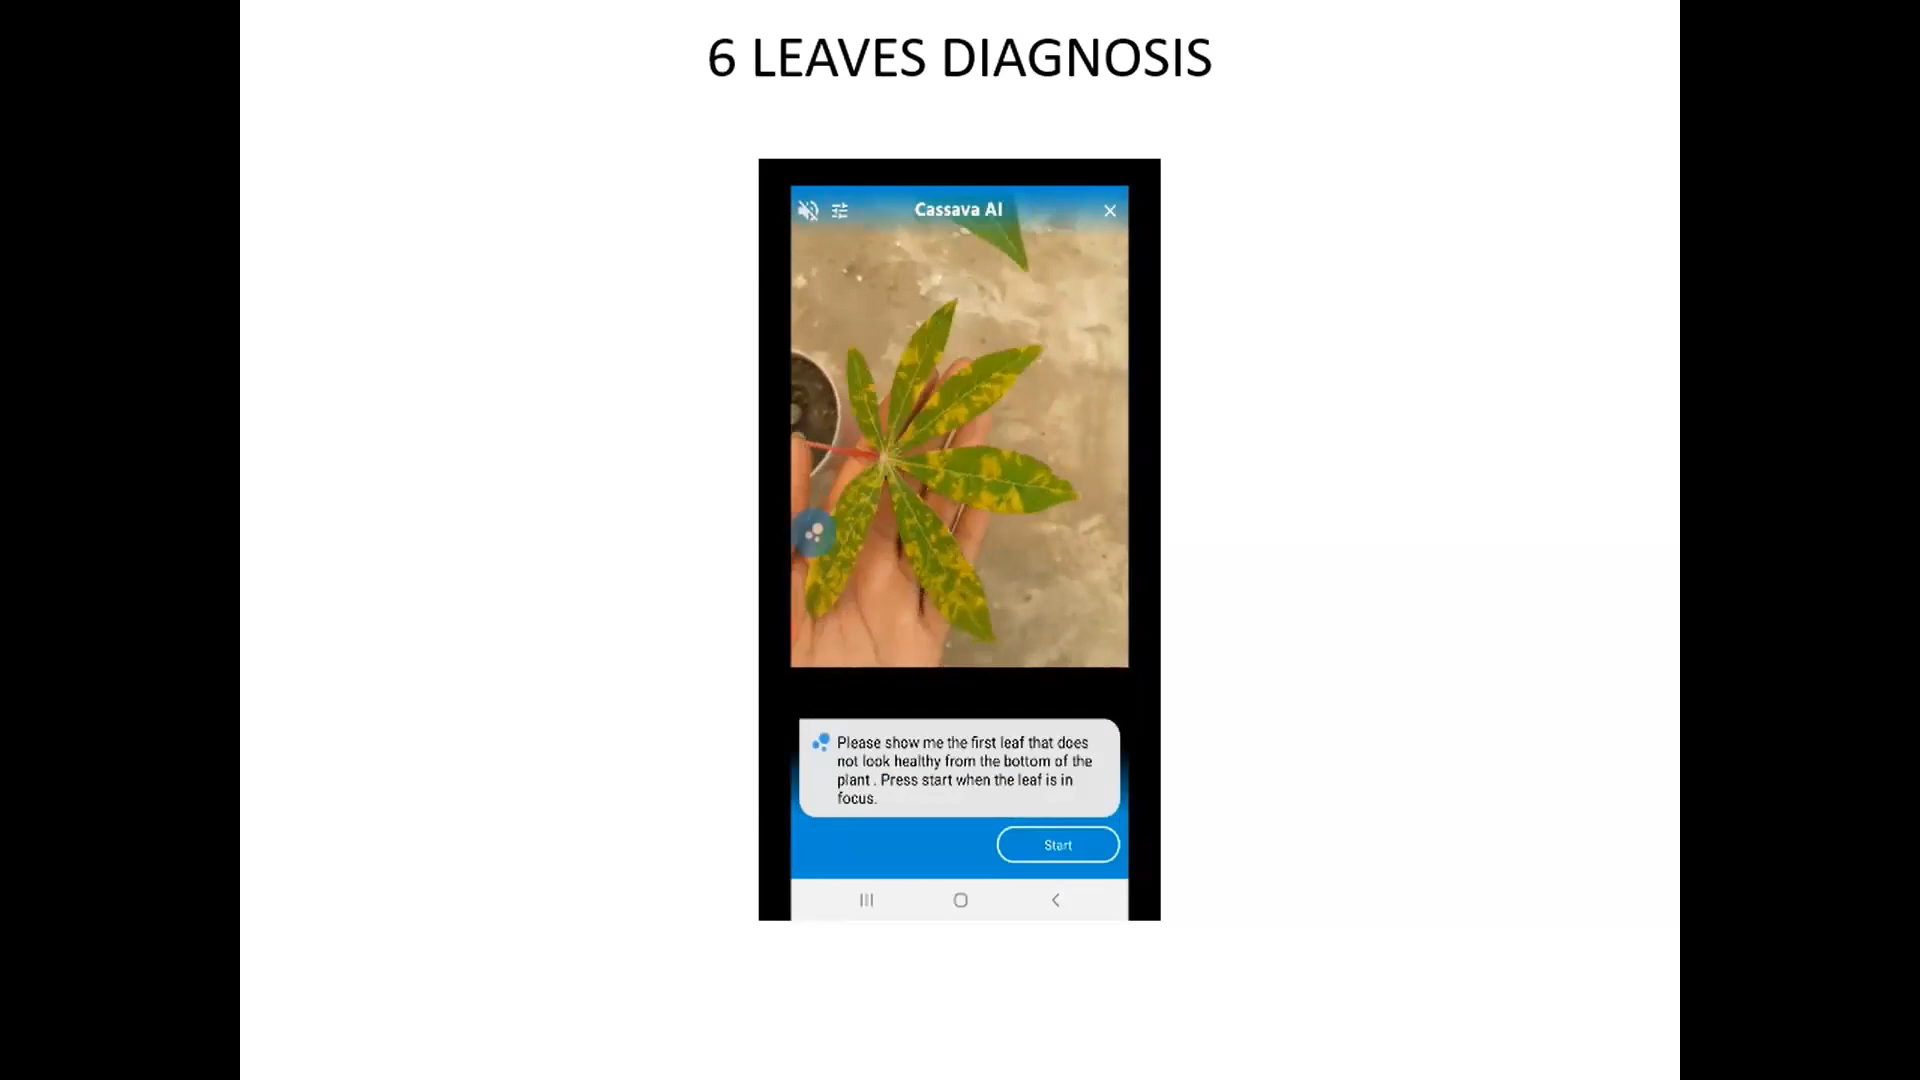 6 LEAVES DIAGNOSIS
Cassava AI
Please show me the first leaf that does
not look healthy from the bottom of the
plant . Press start when the leaf is in
focus.
Start